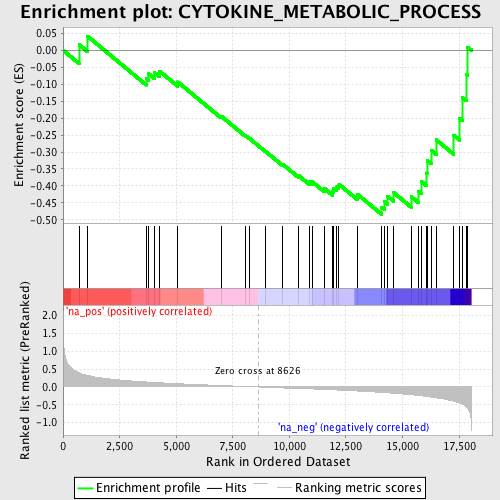 Enrichment plot: CYTOKINE_METABOLIC_PROCESS
Enrichment score (ES)
0.05
0.00
-0.05
-0.10
-0.15
-0.20
-0.25
-0.30
-0.35
-0.40
-0.45
-0.50
'na_pos' (positively correlated)
Ranked list metric (PreRanked)
2.0
1.5
1.0
0.5
0.0
-0.5
-1.0
Zero cross at 8626
'na_neg' (negatively correlated)
0 2,500 5,000 7,500 10,000 12,500 15,000 17,500
Rank in Ordered Dataset
Enrichment profile Hits Ranking metric scores